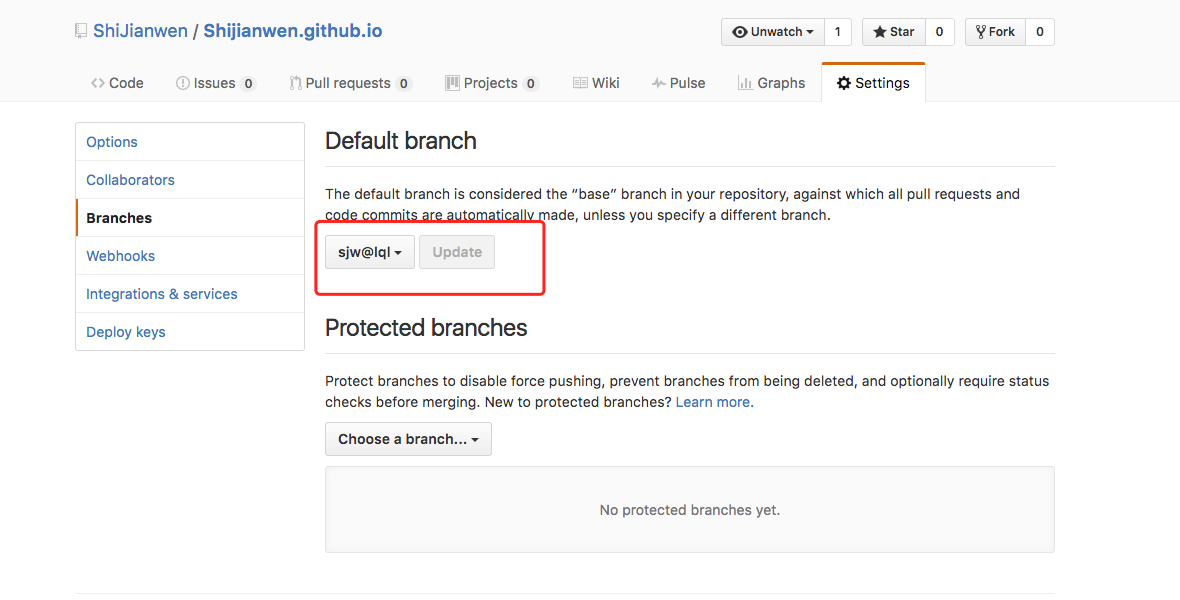 ShiJianwen / Shijianwen.github.io
Unwatch 1 Star 0 Fork 0
Code Issues 0 Pull requests 0 Projects 0 Wiki Pulse Graphs Settings
Options
Collaborators
Branches
Webhooks
Integrations & services
Deploy keys
Default branch
The default branch is considered the “base” branch in your repository, against which all pull requests and
code commits are automatically made, unless you specify a different branch.
sjw@lql Update
Protected branches
Protect branches to disable force pushing, prevent branches from being deleted, and optionally require status
checks before merging. New to protected branches? Learn more.
Choose a branch...
No protected branches yet.